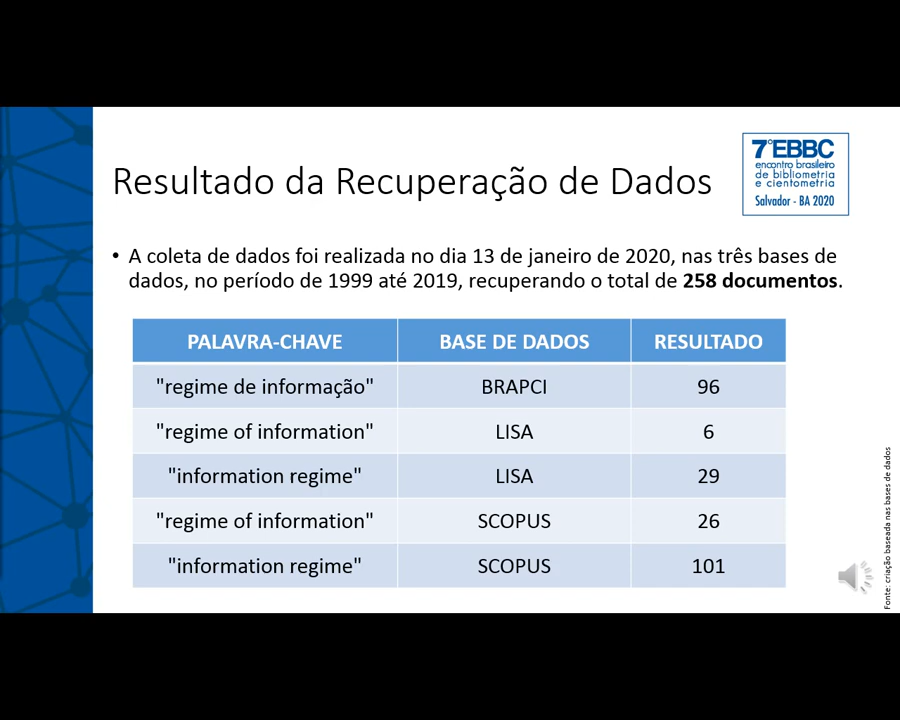 Resultado da Recuperação de Dados
7°EBBC
encontro brasileiro
de bibliometria
e cientometria
Salvador - BA 2020
• A coleta de dados foi realizada no dia 13 de janeiro de 2020, nas três bases de
dados, no período de 1999 até 2019, recuperando o total de 258 documentos.
PALAVRA-CHAVE BASE DE DADOS RESULTADO
"regime de informação" BRAPCI 96
"regime of information" LISA 6
"information regime" LISA 29
"regime of information" SCOPUS 26
"information regime" SCOPUS 101
Fonte: criação baseada nas bases de dados